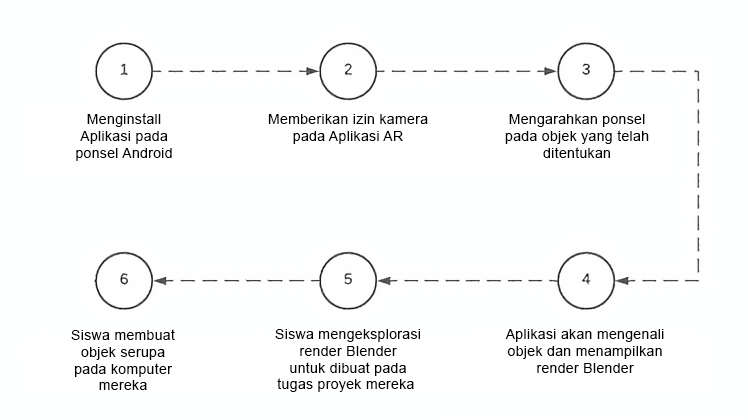 1
Menginstall
Aplikasi pada
ponsel Android
2
Memberikan izin kamera
pada Aplikasi AR
3
Mengarahkan ponsel
pada objek yang telah
ditentukan
4
Aplikasi akan mengenali
objek dan menampilkan
render Blender
5
Siswa mengeksplorasi
render Blender
untuk dibuat pada
tugas proyek mereka
6
Siswa membuat
objek serupa
pada komputer
mereka